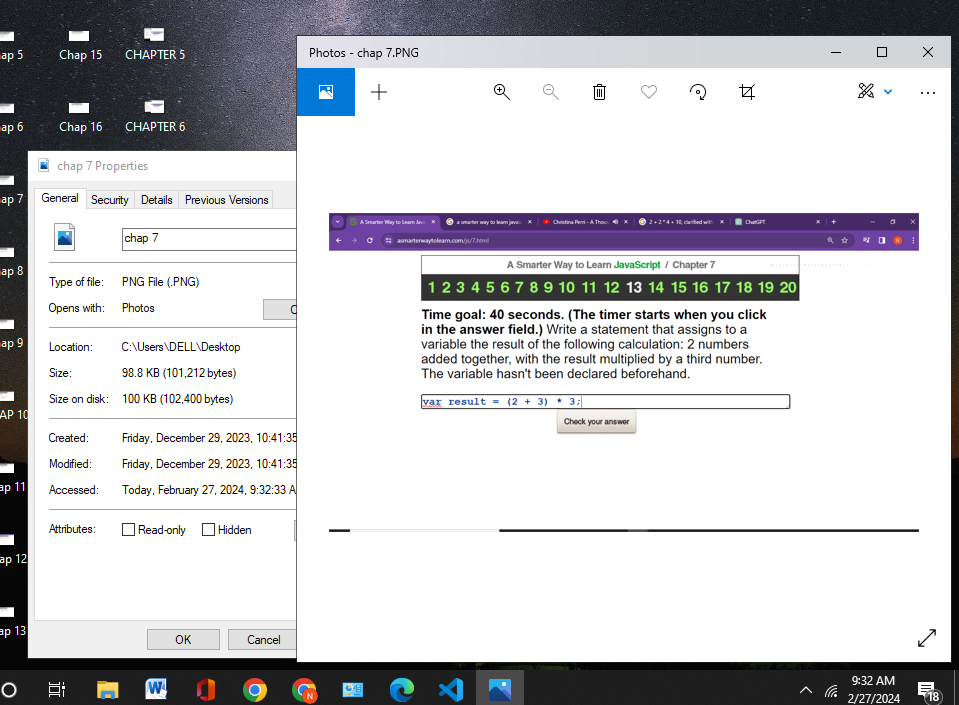 ap 5
Chap 15
CHAPTER 5
ap 6
Chap 16
CHAPTER 6
ap 7
ap 8
ap 9
AP 10
ap 11
ap 12
ap 13
chap 7 Properties
General
Security
Details
Previous Versions
chap 7
Type of file:
PNG File (.PNG)
Opens with:
Photos
Location:
C:\Users\DELL\Desktop
Size:
98.8 KB (101,212 bytes)
Size on disk:
100 KB (102,400 bytes)
Created:
Friday, December 29, 2023, 10:41:35
Modified:
Friday, December 29, 2023, 10:41:35
Accessed:
Today, February 27, 2024, 9:32:33 A
Attributes:
Read-only
Hidden
OK
Cancel
Photos - chap 7.PNG
A Smarter Way to Learn Ja
a smarter way to learn java
Christina Perri - A Thou
2 + 2 * 4 + 10, clarified with
ChatGPT
asmarterwaytolearn.com/js/7.html
A Smarter Way to Learn JavaScript / Chapter 7
1 2 3 4 5 6 7 8 9 10 11 12 13 14 15 16 17 18 19 20
Time goal: 40 seconds. (The timer starts when you click
in the answer field.) Write a statement that assigns to a
variable the result of the following calculation: 2 numbers
added together, with the result multiplied by a third number.
The variable hasn't been declared beforehand.
var result = (2 + 3) * 3;
Check your answer
9:32 AM
2/27/2024
18